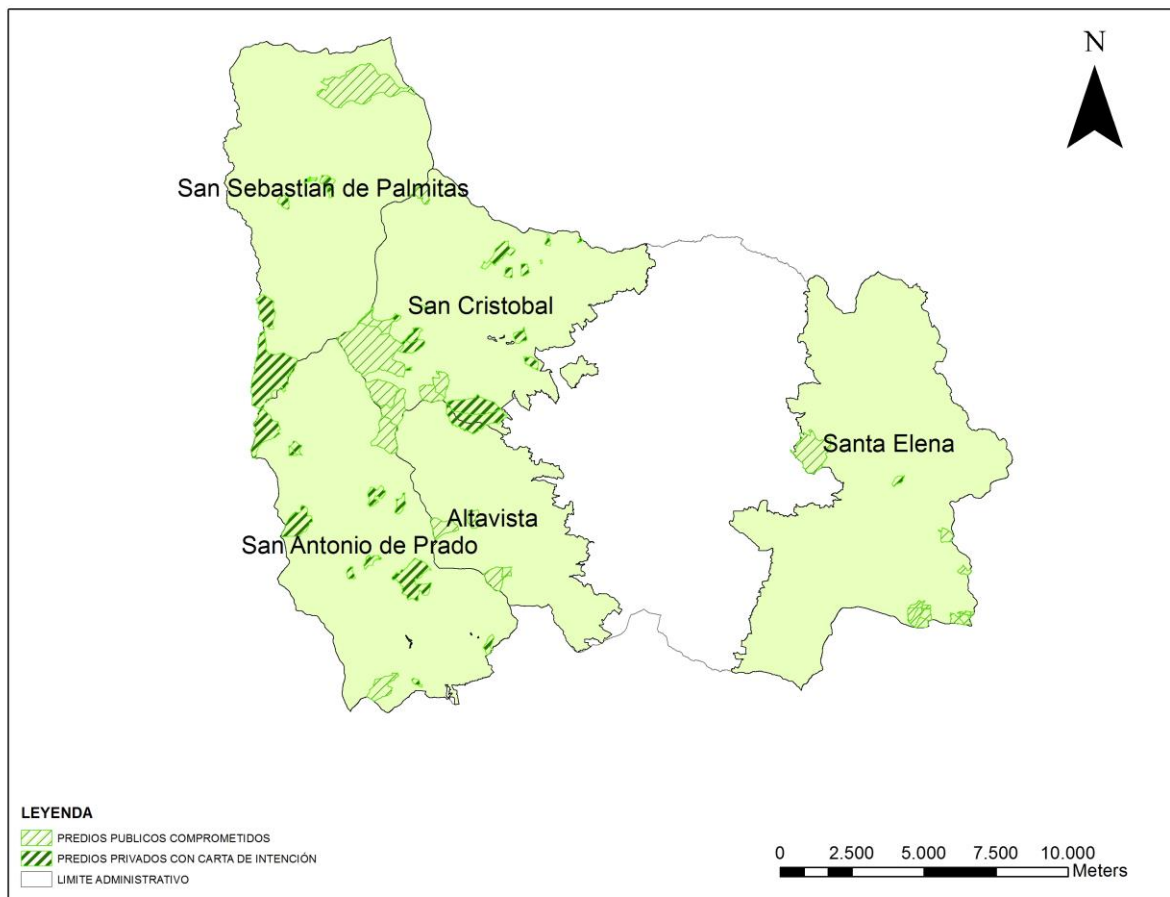 N
San Sebastian de Palmitas
San Cristobal
Santa Elena
Altavista
San Antonio de Prado
LEYENDA
PREDIOS PUBLICOS COMPROMETIDOS
PREDIOS PRIVADOS CON CARTA DE INTENCIÓN
LIMITE ADMINISTRATIVO
0 2.500 5.000 7.500 10.000
Meters